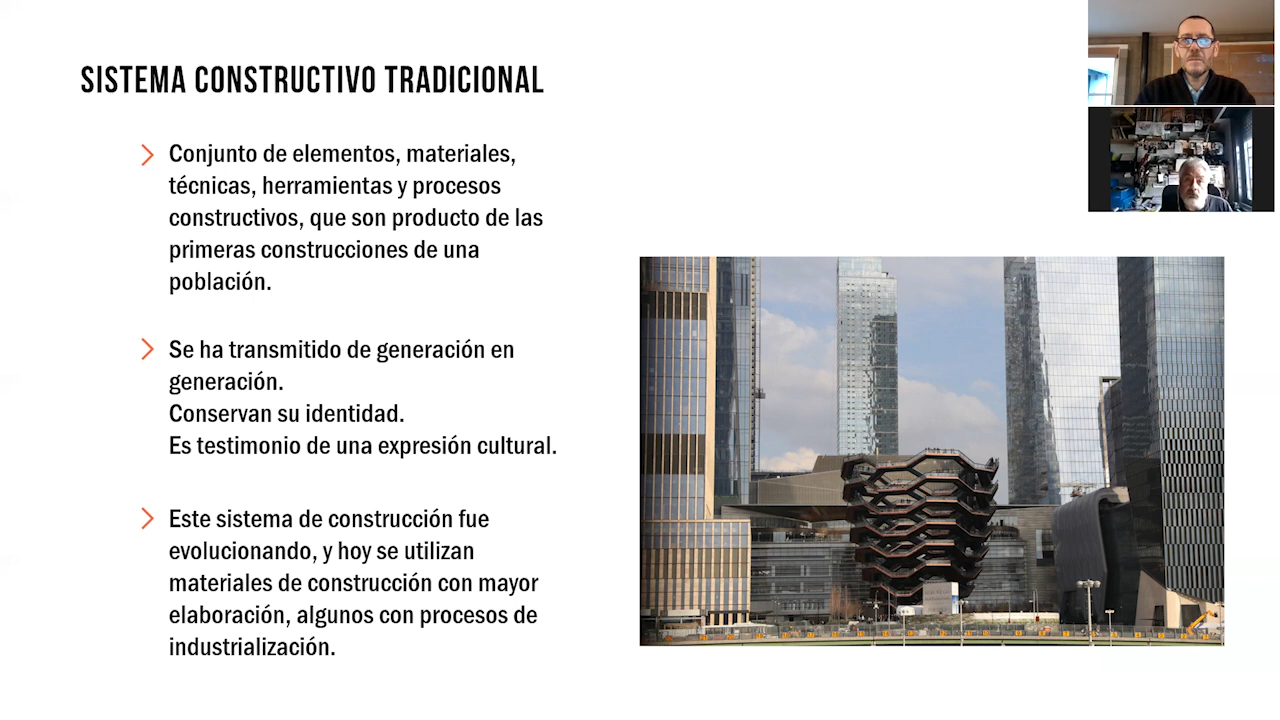 SISTEMA CONSTRUCTIVO TRADICIONAL
Conjunto de elementos, materiales,
técnicas, herramientas y procesos
constructivos, que son producto de las
primeras construcciones de una
población.
Se ha transmitido de generación en
generación.
Conservan su identidad.
Es testimonio de una expresión cultural.
Este sistema de construcción fue
evolucionando, y hoy se utilizan
materiales de construcción con mayor
elaboración, algunos con procesos de
industrialización.